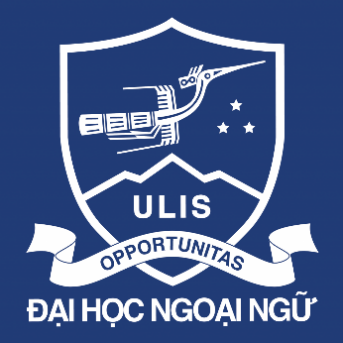 ULIS
OPPORTUNITAS
ĐẠI HỌC NGOẠI NGỮ